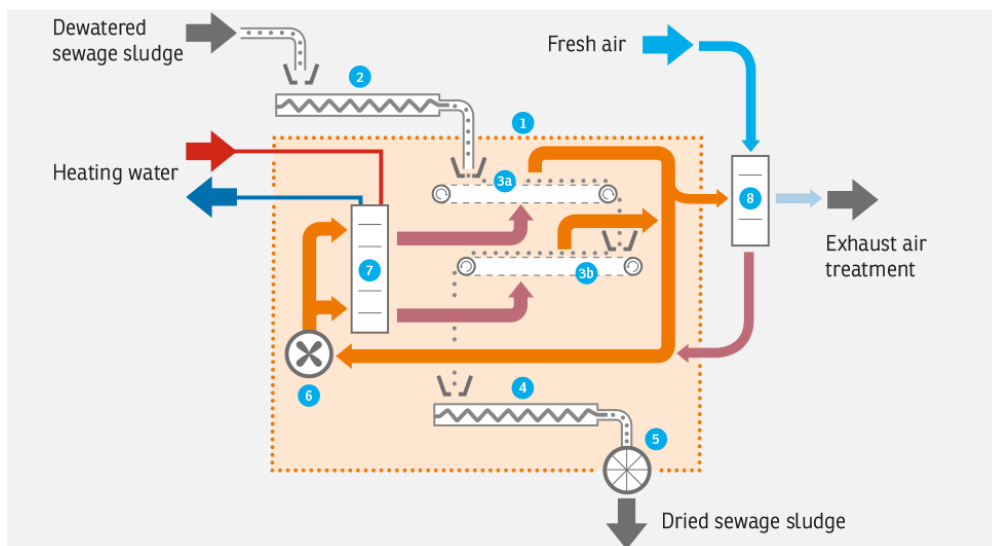 Dewatered
sewage sludge
Fresh air
2
1
Heating water
3a
8
Exhaust air
treatment
7
3b
6
4
5
Dried sewage sludge